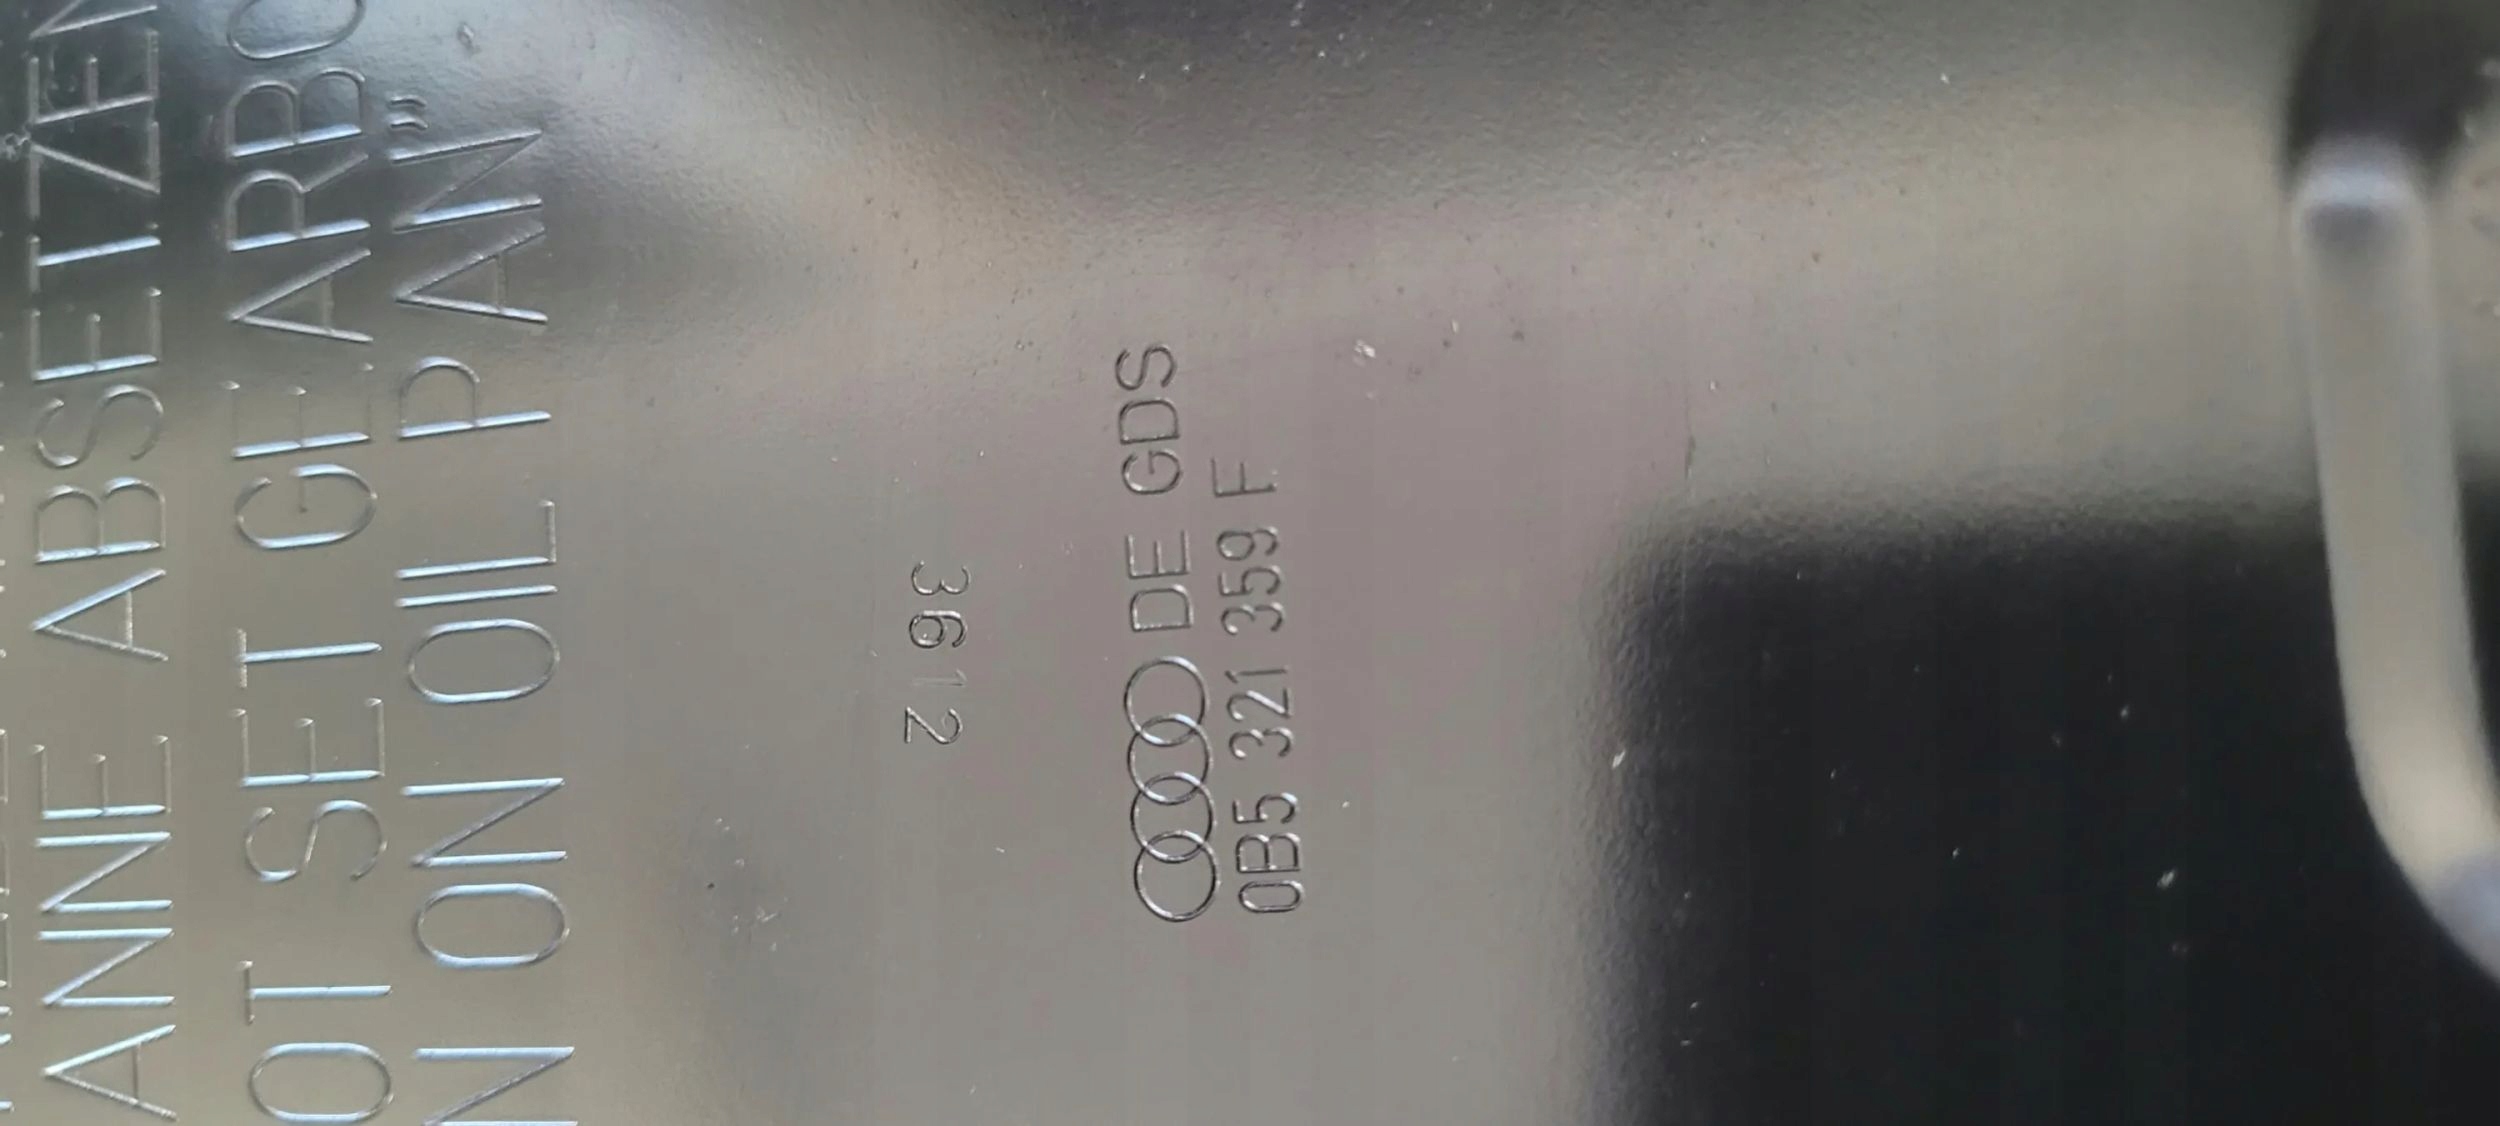 ANNE ABSETZEN
OT SET GEARBO
N ON OIL PAN"
3612
DE GDS
0B5 321 359 F